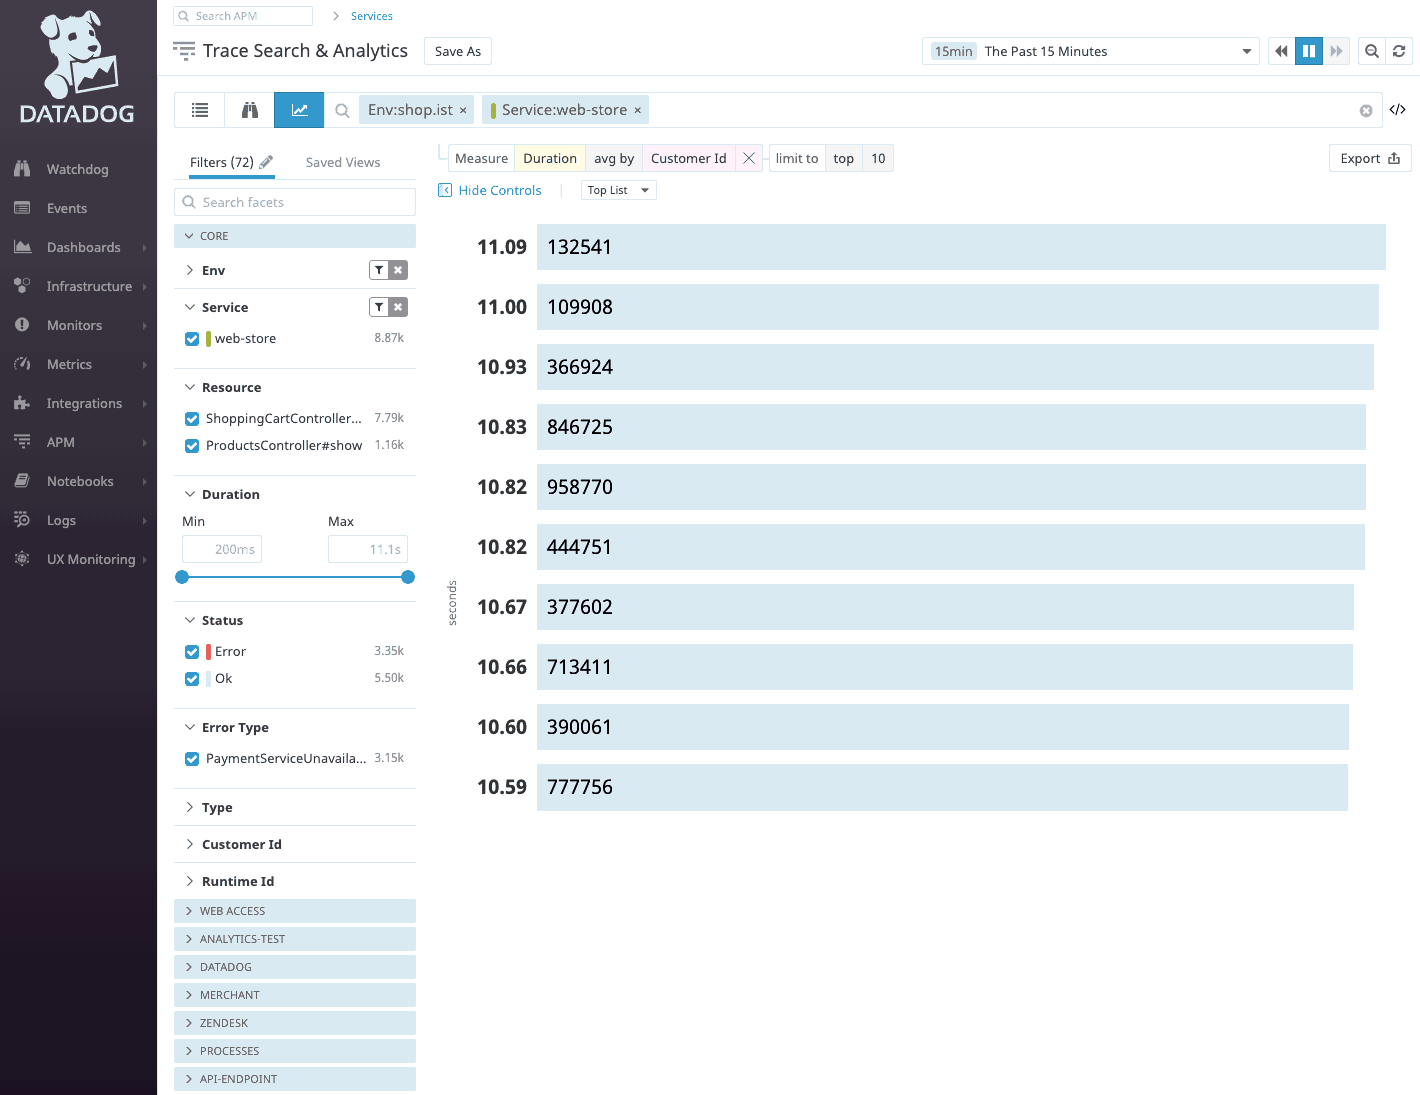 DATADOG
Watchdog
Events
Dashboards
Infrastructure
Monitors
Metrics
Integrations
APM
Notebooks
Logs
UX Monitoring
Search APM
Services
Trace Search & Analytics
Save As
15min The Past 15 Minutes
Env:shop.ist ×
Service:web-store ×
</>
Filters (72)
Saved Views
Search facets
CORE
Env
Service
web-store 8.87k
Resource
ShoppingCartController... 7.79k
ProductsController#show 1.16k
Duration
Min Max
200ms 11.1s
Status
Error 3.35k
Ok 5.50k
Error Type
PaymentServiceUnavaila... 3.15k
Type
Customer Id
Runtime Id
WEB ACCESS
ANALYTICS-TEST
DATADOG
MERCHANT
ZENDESK
PROCESSES
API-ENDPOINT
Measure Duration avg by Customer Id limit to top 10
Export
Hide Controls
Top List
seconds
11.09 132541
11.00 109908
10.93 366924
10.83 846725
10.82 958770
10.82 444751
10.67 377602
10.66 713411
10.60 390061
10.59 777756